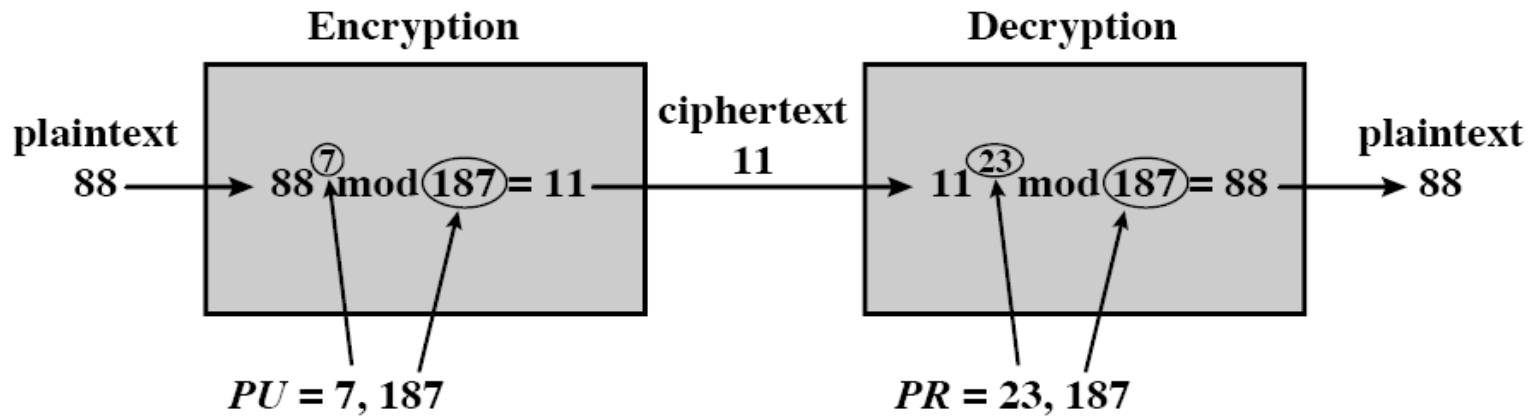 Encryption
Decryption
plaintext
88
88^7 mod 187 = 11
ciphertext
11
11^23 mod 187 = 88
plaintext
88
PU = 7, 187
PR = 23, 187